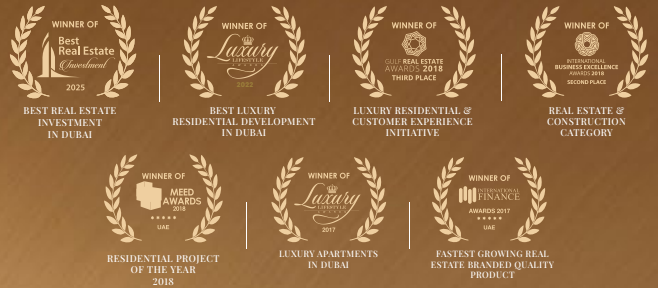 WINNER OF
Best
Real Estate
Investment
2025
BEST REAL ESTATE
INVESTMENT
IN DUBAI
WINNER OF
Luxury
LIFESTYLE
AWARDS
2022
BEST LUXURY
RESIDENTIAL DEVELOPMENT
IN DUBAI
WINNER OF
GULF REAL ESTATE
AWARDS 2018
THIRD PLACE
LUXURY RESIDENTIAL &
CUSTOMER EXPERIENCE
INITIATIVE
WINNER OF
INTERNATIONAL
BUSINESS EXCELLENCE
AWARDS 2018
SECOND PLACE
REAL ESTATE &
CONSTRUCTION
CATEGORY
WINNER OF
MEED
AWARDS
2018
UAE
RESIDENTIAL PROJECT
OF THE YEAR
2018
WINNER OF
Luxury
LIFESTYLE
AWARDS
2017
LUXURY APARTMENTS
IN DUBAI
WINNER OF
INTERNATIONAL
FINANCE
AWARDS 2017
UAE
FASTEST GROWING REAL
ESTATE BRANDED QUALITY
PRODUCT